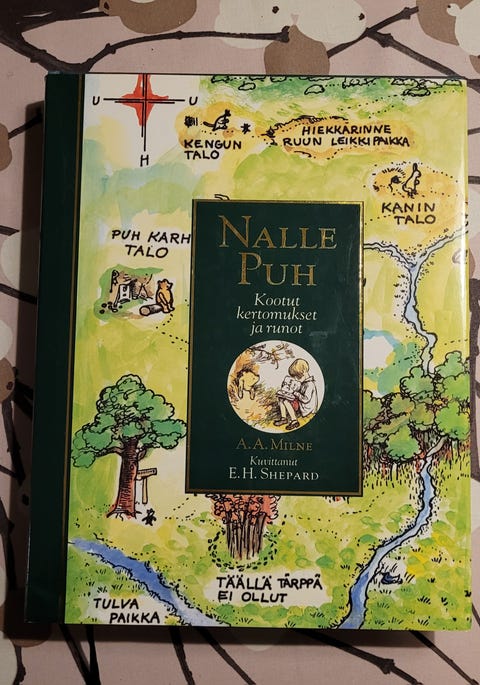 U
U
H
KENGUN
TALO
HIEKKARINNE
RUUN LEIKKIPAIKKA
KANIN
TALO
PUH KARH
TALO
NALLE
PUH
Kootut
kertomukset
ja runot
A. A. MILNE
Kuvittanut
E. H. SHEPARD
TÄÄLLÄ TÄRPPÄ
EI OLLUT
TULVA
PAIKKA